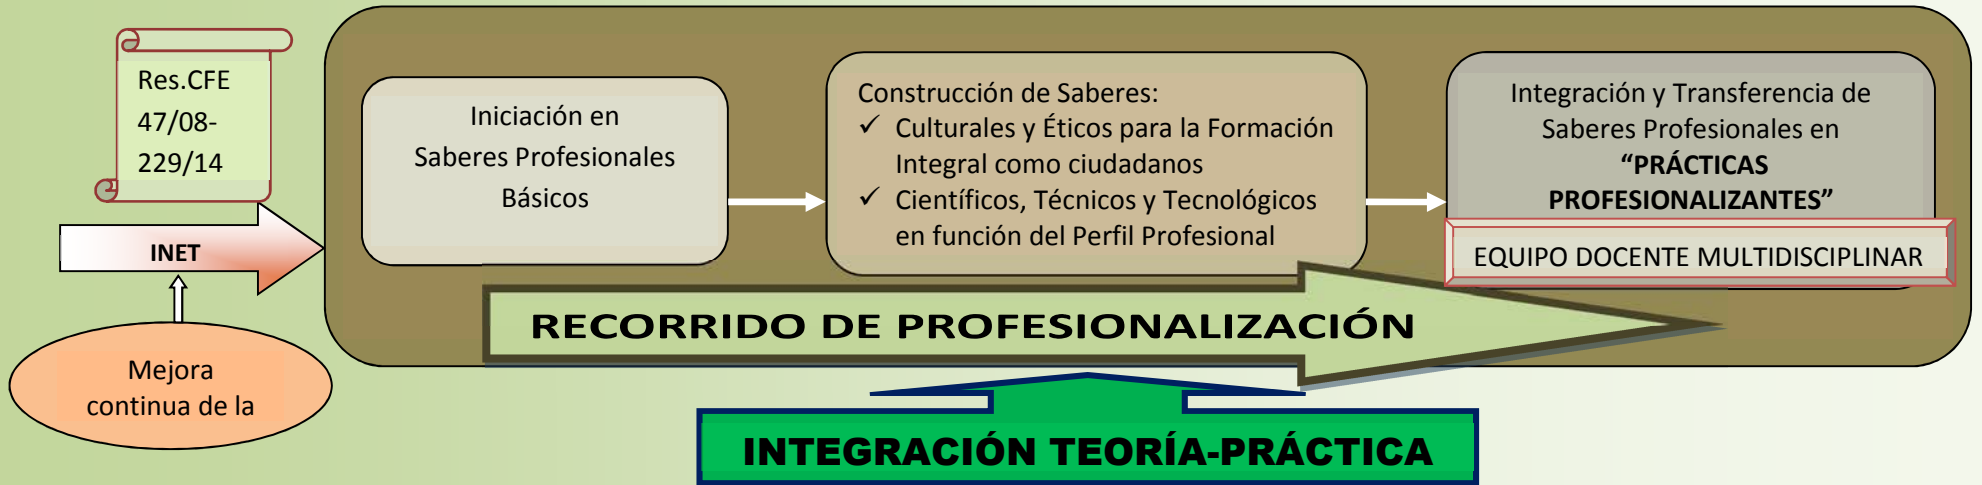 Res.CFE
47/08-
229/14
INET
Mejora
continua de la
Iniciación en
Saberes Profesionales
Básicos
Construcción de Saberes:
✓ Culturales y Éticos para la Formación
Integral como ciudadanos
✓ Científicos, Técnicos y Tecnológicos
en función del Perfil Profesional
Integración y Transferencia de
Saberes Profesionales en
“PRÁCTICAS
PROFESIONALIZANTES”
EQUIPO DOCENTE MULTIDISCIPLINAR
RECORRIDO DE PROFESIONALIZACIÓN
INTEGRACIÓN TEORÍA-PRÁCTICA